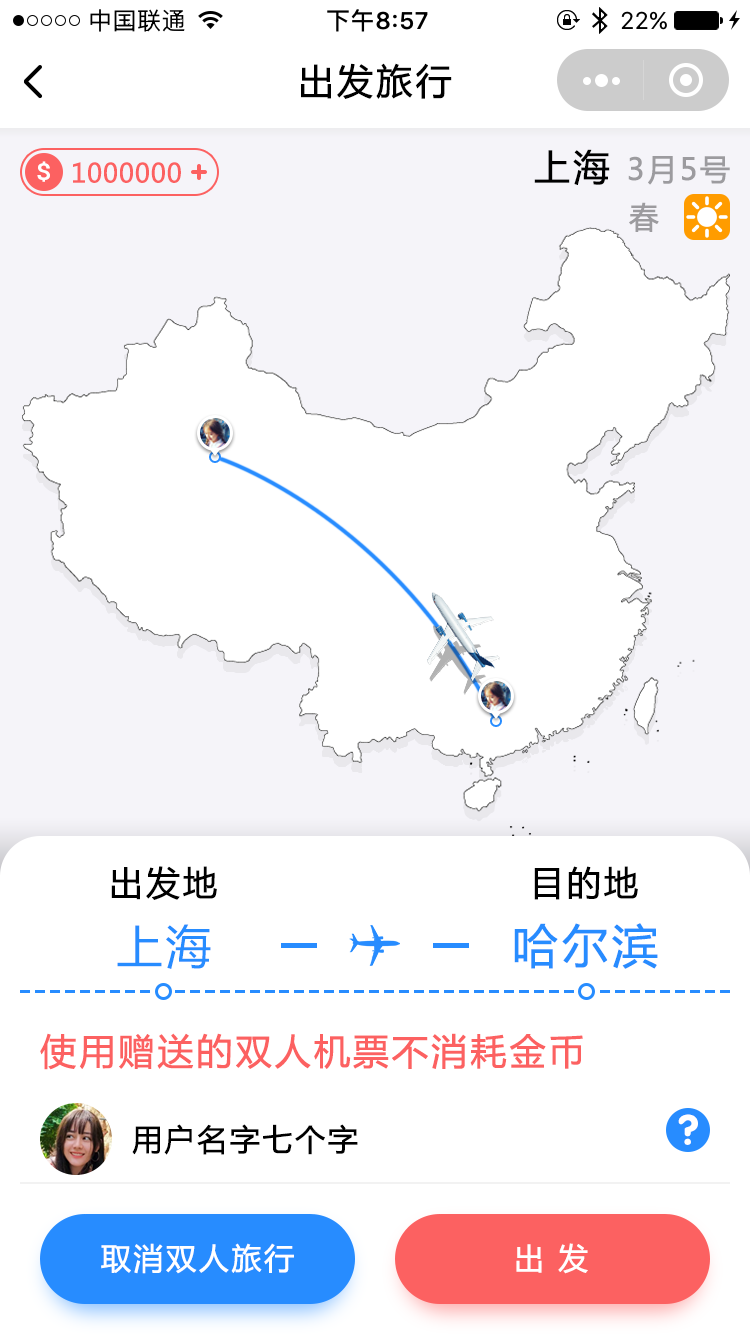 中国联通 下午8:57 22%
出发旅行
$ 1000000 +
上海 3月5号
春
出发地 目的地
上海 哈尔滨
使用赠送的双人机票不消耗金币
用户名字七个字 ?
取消双人旅行 出 发